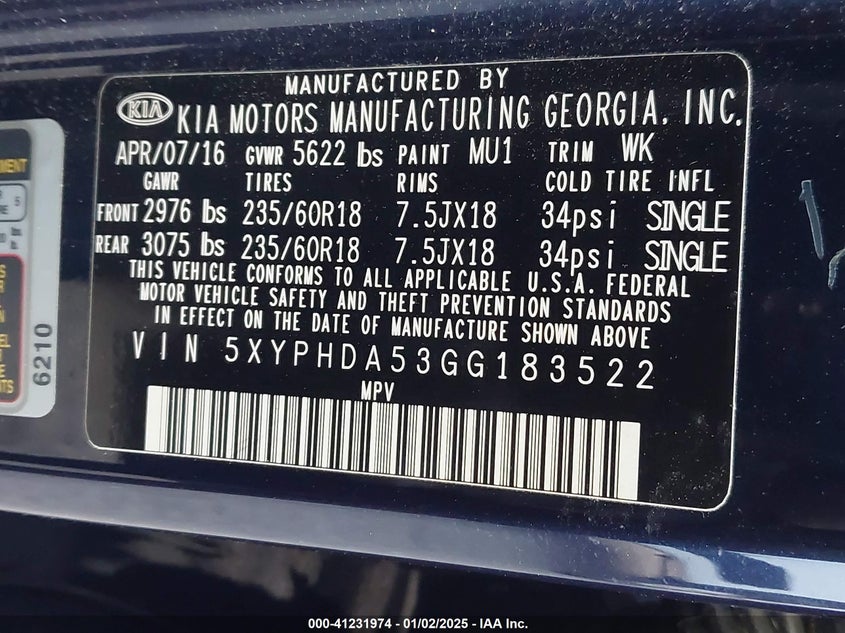 MANUFACTURED BY
KIA KIA MOTORS MANUFACTURING GEORGIA, INC.
APR/07/16 GVWR 5622 lbs PAINT MU1 TRIM WK
GAWR TIRES RIMS COLD TIRE INFL
FRONT 2976 lbs 235/60R18 7.5JX18 34psi SINGLE
REAR 3075 lbs 235/60R18 7.5JX18 34psi SINGLE
THIS VEHICLE CONFORMS TO ALL APPLICABLE U.S.A. FEDERAL
MOTOR VEHICLE SAFETY AND THEFT PREVENTION STANDARDS
IN EFFECT ON THE DATE OF MANUFACTURE SHOWN ABOVE
VIN 5XYPHDA53GG183522
MPV
6210
000-41231974 | 01/02/2025 - IAA Inc.